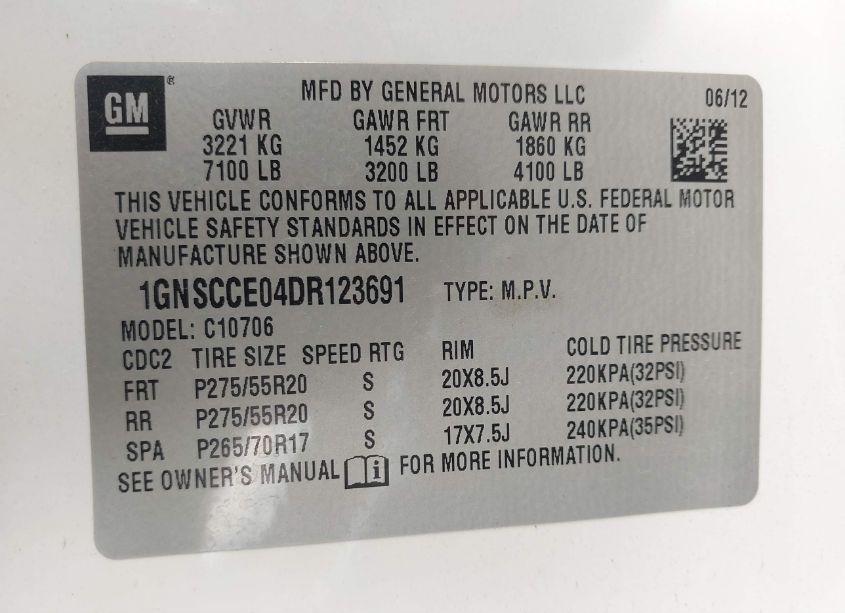 GM ®
MFD BY GENERAL MOTORS LLC 06/12
GVWR GAWR FRT GAWR RR
3221 KG 1452 KG 1860 KG
7100 LB 3200 LB 4100 LB
THIS VEHICLE CONFORMS TO ALL APPLICABLE U.S. FEDERAL MOTOR
VEHICLE SAFETY STANDARDS IN EFFECT ON THE DATE OF
MANUFACTURE SHOWN ABOVE.
1GNSCCE04DR123691 TYPE: M.P.V.
MODEL: C10706
CDC2 TIRE SIZE SPEED RTG RIM COLD TIRE PRESSURE
FRT P275/55R20 S 20X8.5J 220KPA(32PSI)
RR P275/55R20 S 20X8.5J 220KPA(32PSI)
SPA P265/70R17 S 17X7.5J 240KPA(35PSI)
SEE OWNER'S MANUAL i FOR MORE INFORMATION.